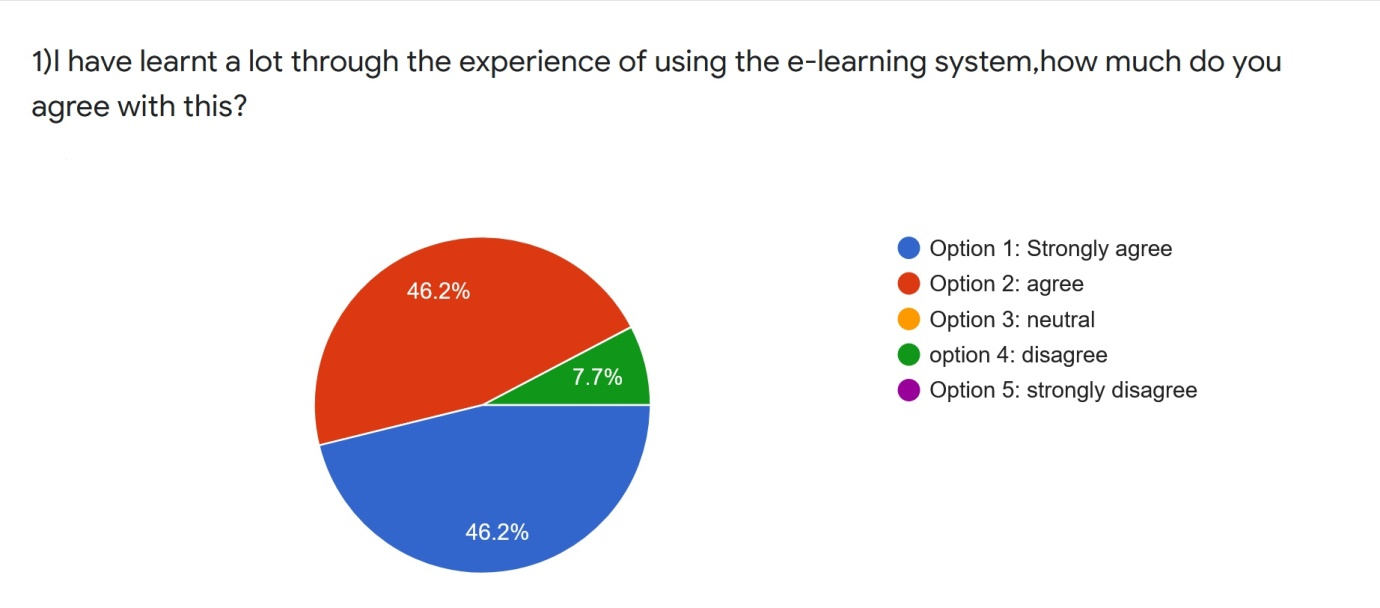 1)I have learnt a lot through the experience of using the e-learning system,how much do you
agree with this?
46.2%
7.7%
46.2%
Option 1: Strongly agree
Option 2: agree
Option 3: neutral
option 4: disagree
Option 5: strongly disagree